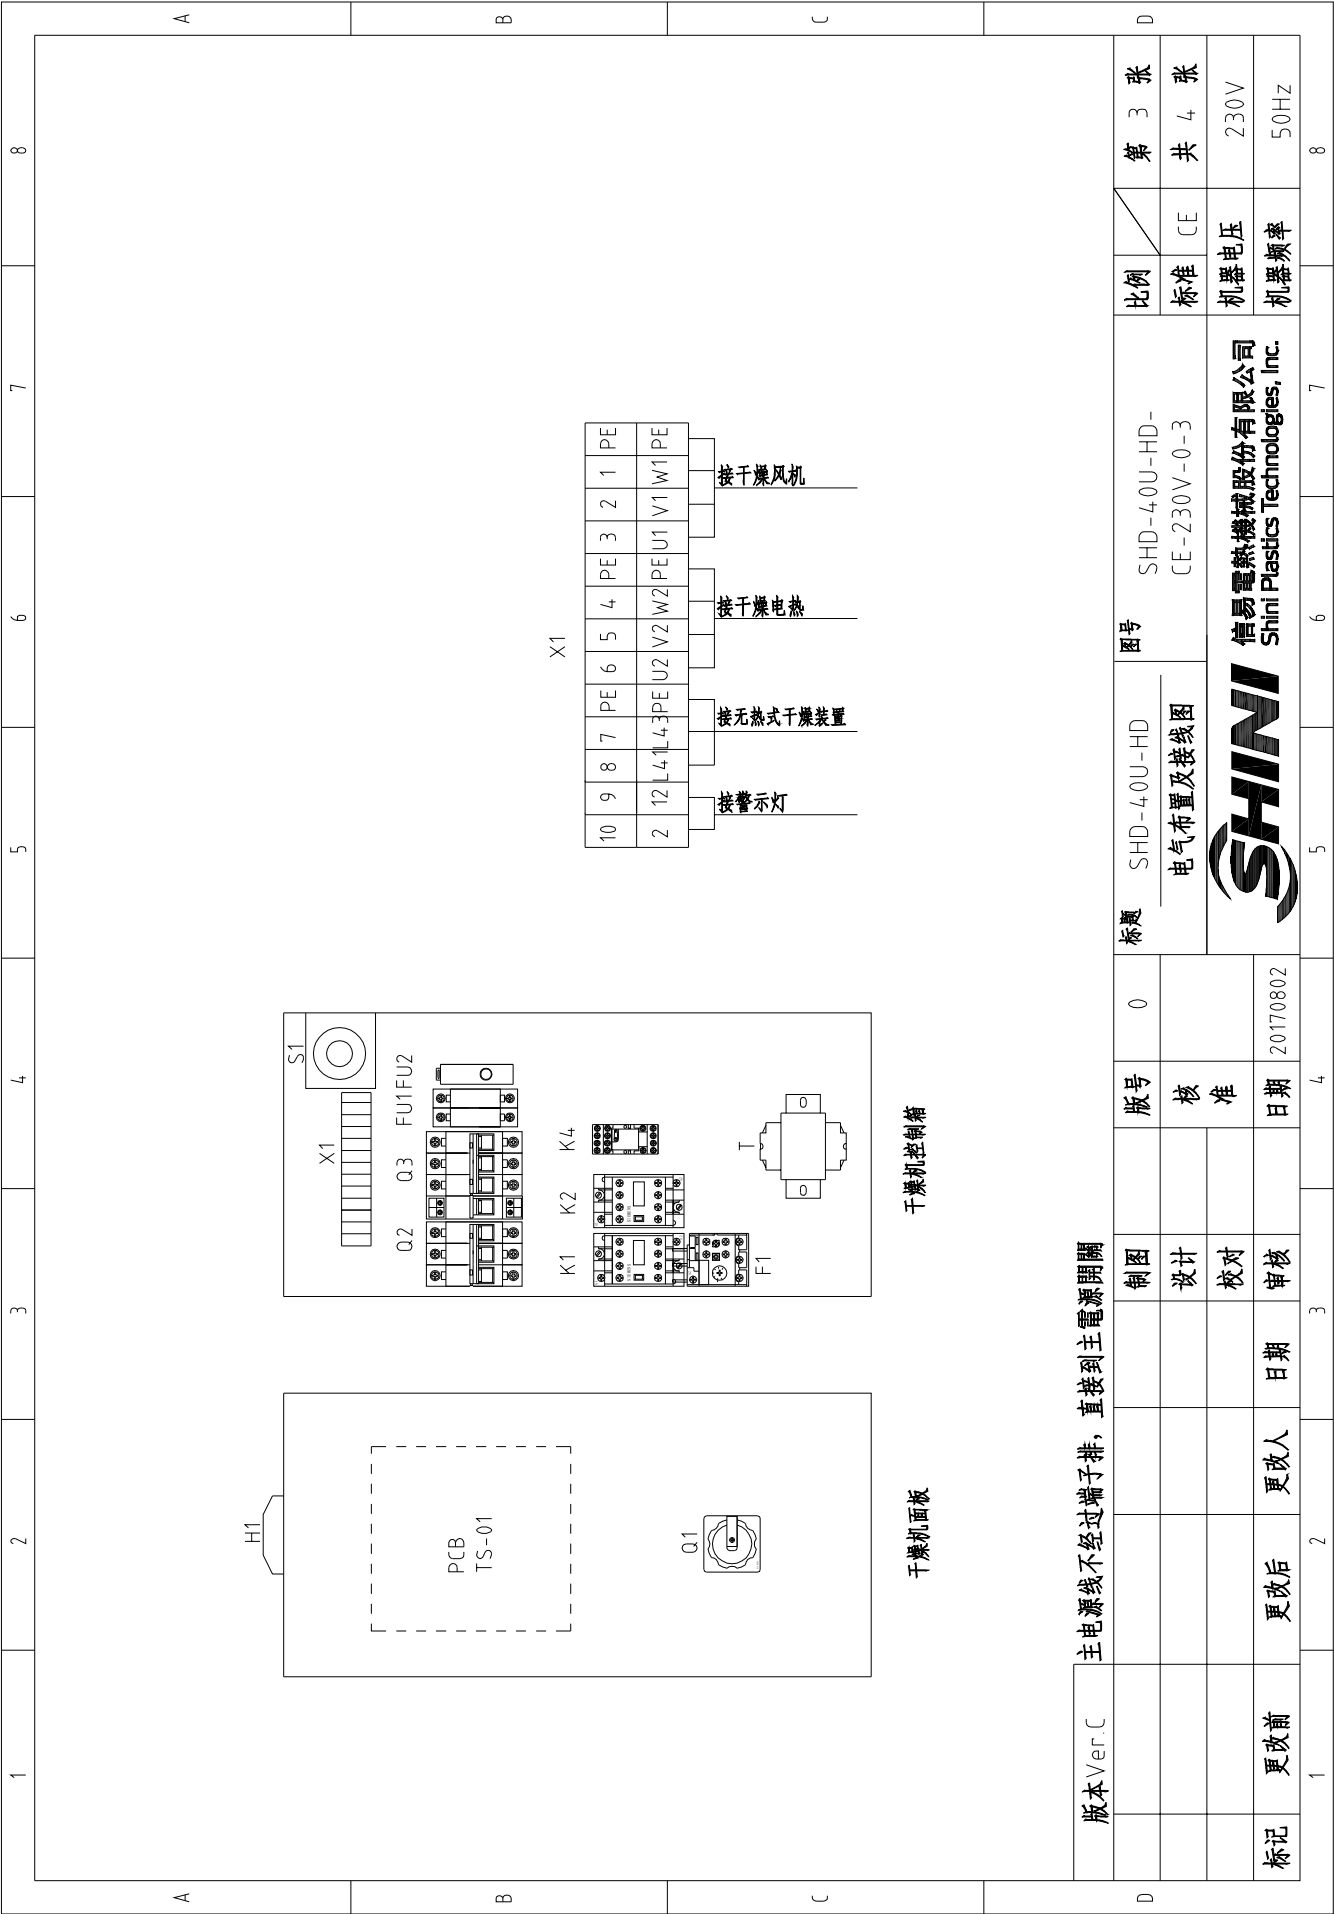 1 2 3 4 5 6 7 8
A
B
C
D
H1
PCB
TS-01
Q1
干燥机面板
S1
X1
Q2 Q3 FU1FU2
K1 K2 K4
F1
T
干燥机控制箱
X1
10 9 8 7 PE 6 5 4 PE 3 2 1 PE
2 12 L41 L43 PE U2 V2 W2 PE U1 V1 W1 PE
接警示灯
接无热式干燥装置
接干燥电热
接干燥风机
版本Ver.C
主电源线不经过端子排，直接到主電源開關
标记 更改前 更改后 更改人 日期
制图
设计
校对
审核
版号 0
核
准
日期 20170802
标题 SHD-40U-HD
电气布置及接线图
图号
SHD-40U-HD-
CE-230V-0-3
SHINI
信易電熱機械股份有限公司
Shini Plastics Technologies, Inc.
比例 第 3 张
标准 CE 共 4 张
机器电压 230V
机器频率 50Hz
A
B
C
D
1 2 3 4 5 6 7 8